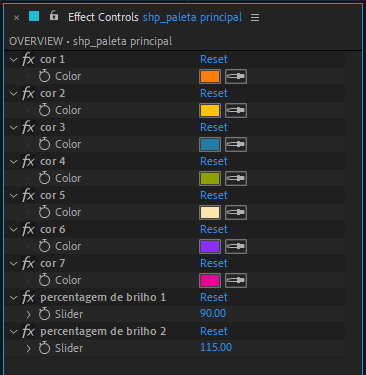 × Effect Controls shp_paleta principal ≡
OVERVIEW • shp_paleta principal
fx cor 1 Reset
Color
fx cor 2 Reset
Color
fx cor 3 Reset
Color
fx cor 4 Reset
Color
fx cor 5 Reset
Color
fx cor 6 Reset
Color
fx cor 7 Reset
Color
fx percentagem de brilho 1 Reset
Slider 90.00
fx percentagem de brilho 2 Reset
Slider 115.00